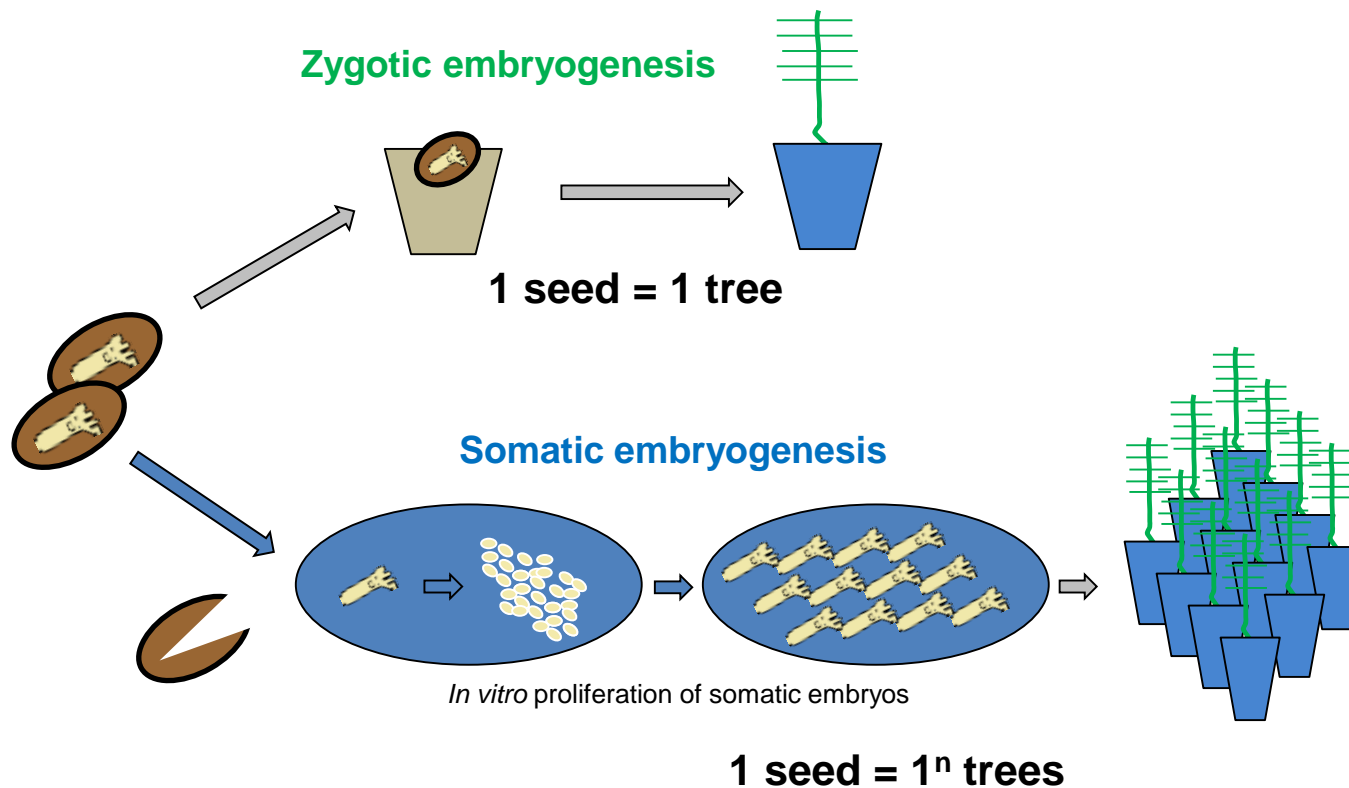 Zygotic embryogenesis
1 seed = 1 tree
Somatic embryogenesis
In vitro proliferation of somatic embryos
1 seed = 1ⁿ trees